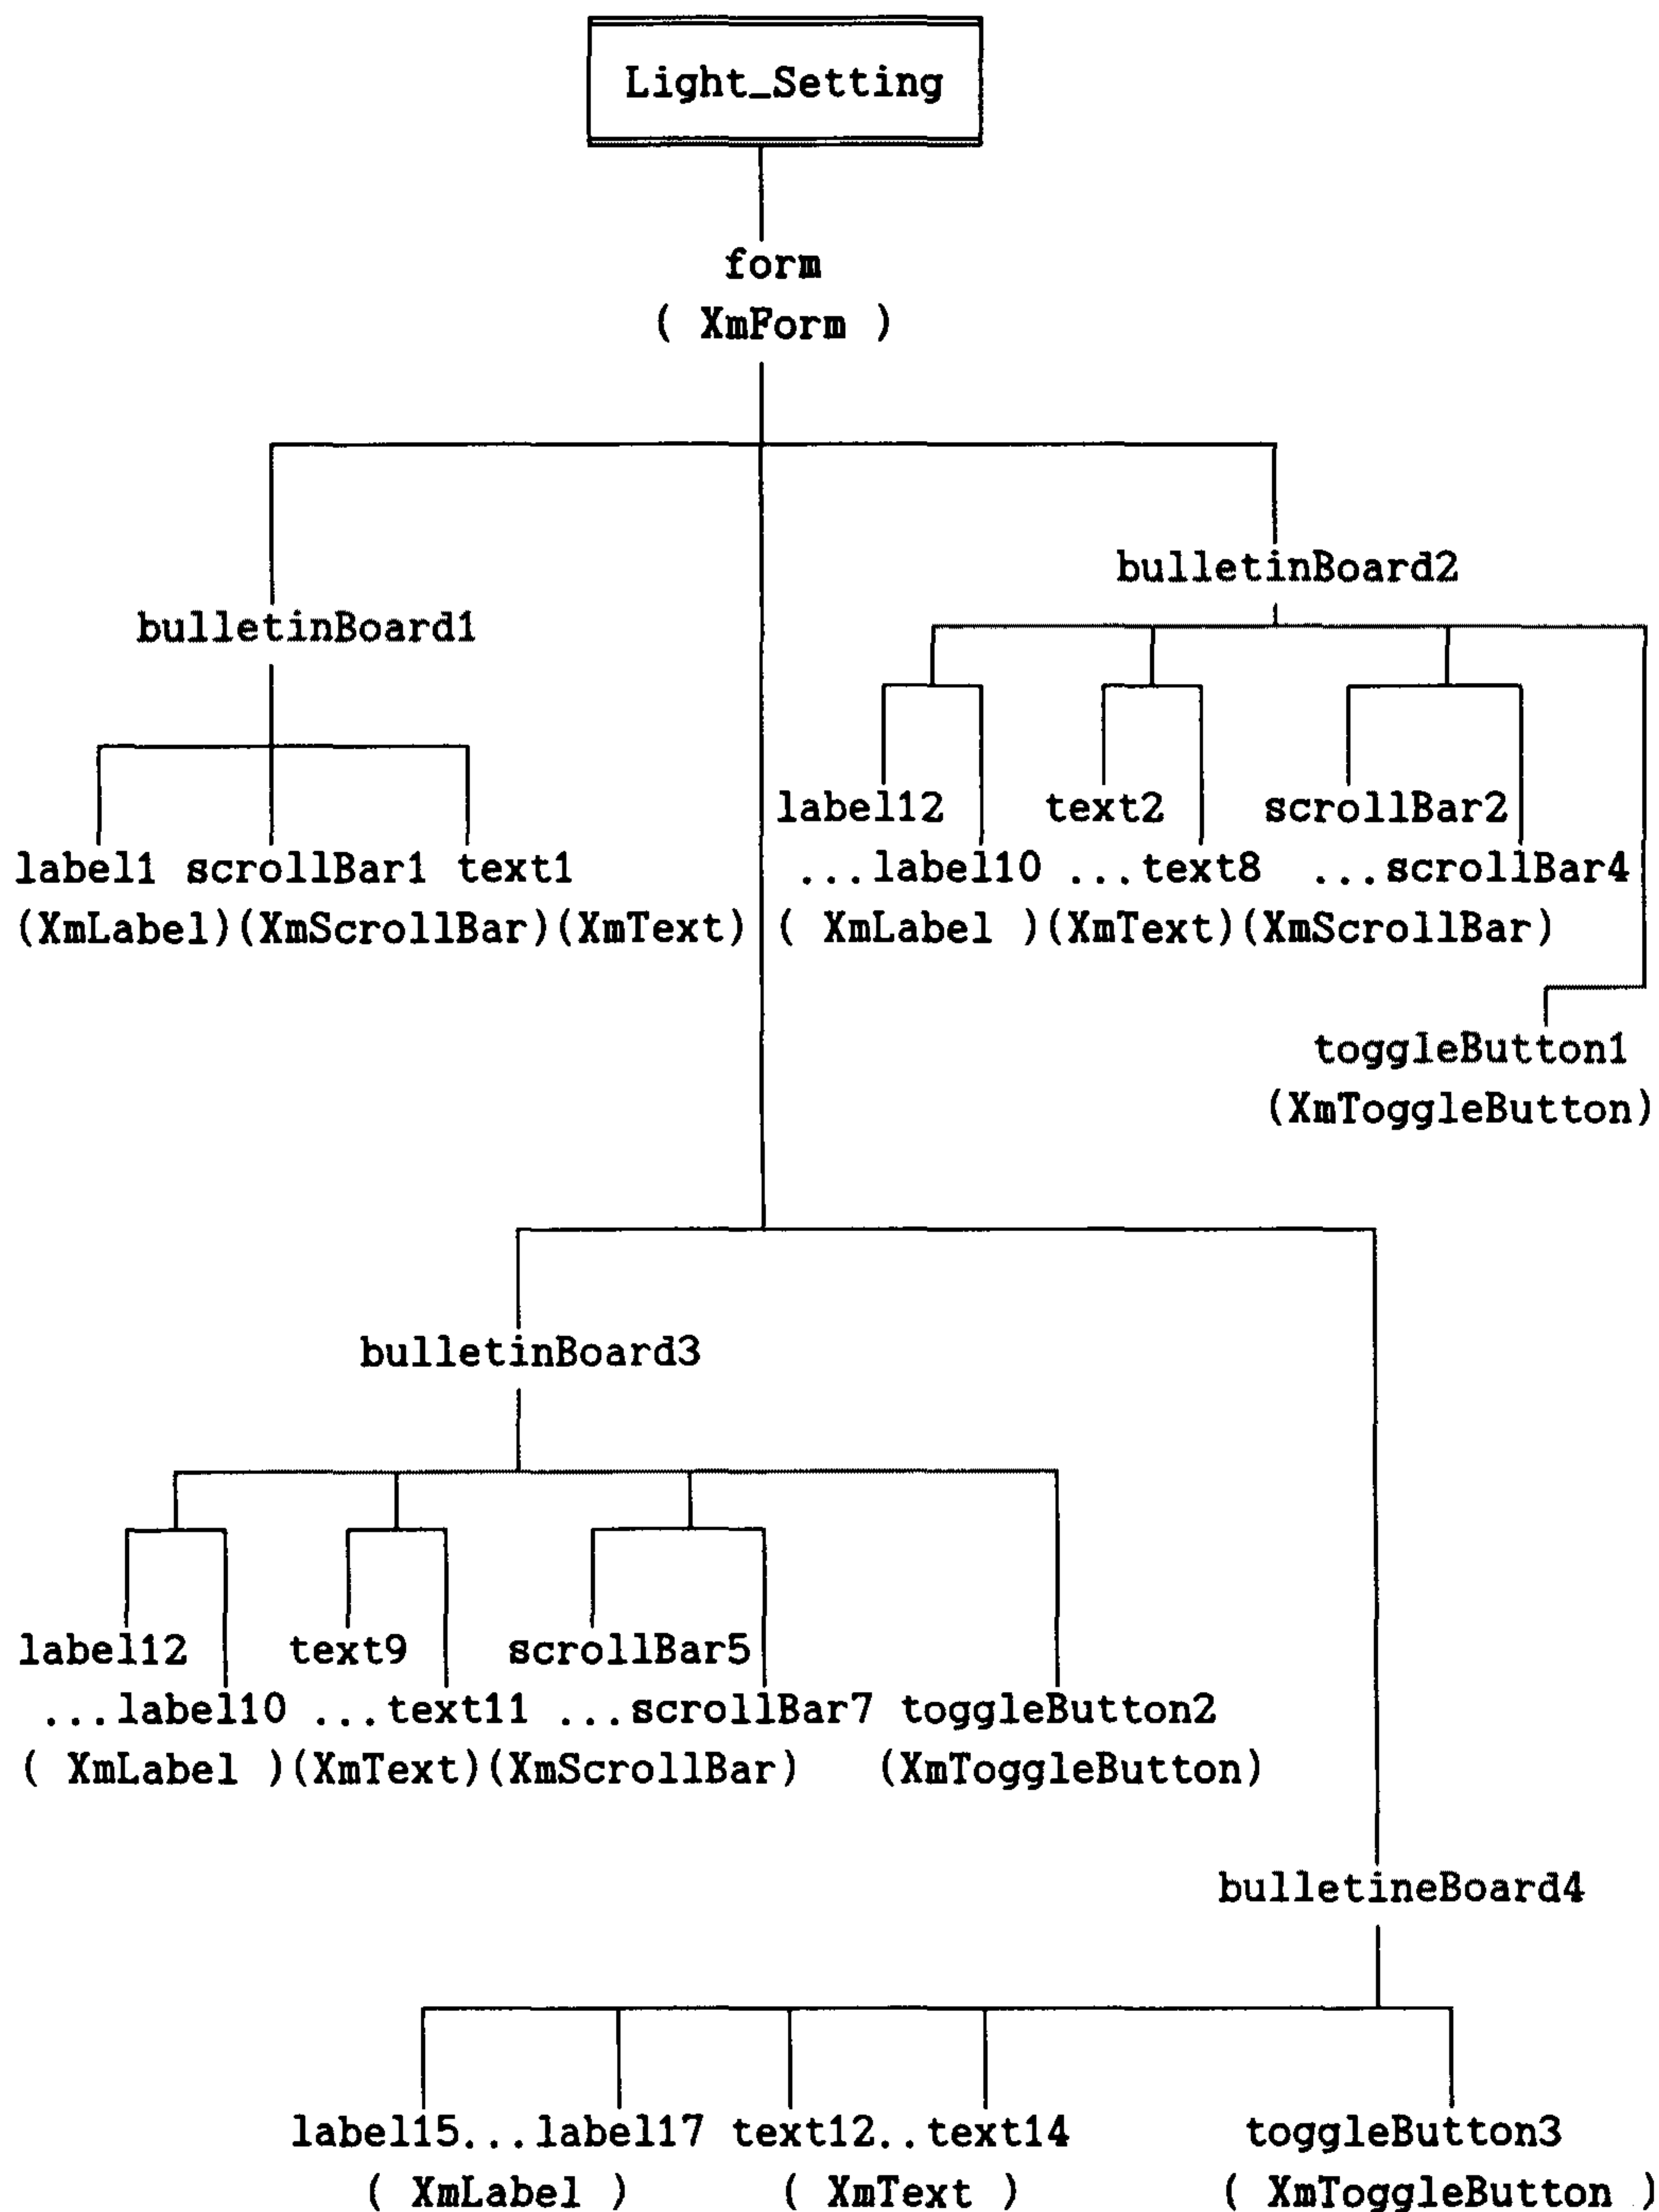 Light_Setting
form
( XmForm )
bulletinBoard2
bulletinBoard1
label12 text2 scrollBar2
label1 scrollBar1 text1 ...label10 ...text8 ...scrollBar4
(XmLabel)(XmScrollBar)(XmText) ( XmLabel )(XmText)(XmScrollBar)
toggleButton1
(XmToggleButton)
bulletinBoard3
label12 text9 scrollBar5
...label10 ...text11 ...scrollBar7 toggleButton2
( XmLabel )(XmText)(XmScrollBar) (XmToggleButton)
bulletineBoard4
label15...label17 text12..text14 toggleButton3
( XmLabel ) ( XmText ) ( XmToggleButton )